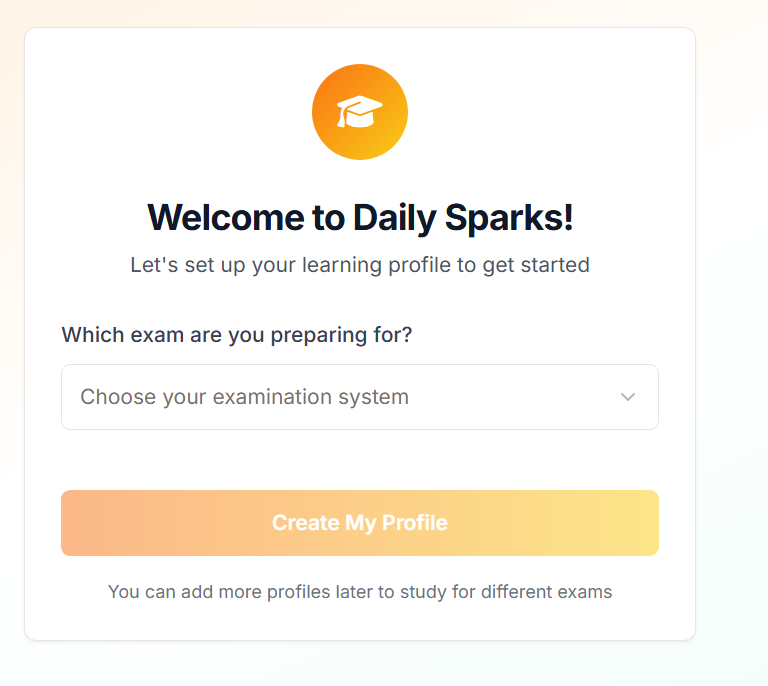 Welcome to Daily Sparks!
Let's set up your learning profile to get started
Which exam are you preparing for?
Choose your examination system
Create My Profile
You can add more profiles later to study for different exams